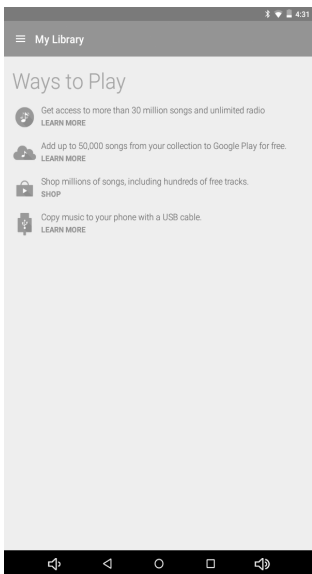 4:31
My Library
Ways to Play
Get access to more than 30 million songs and unlimited radio
LEARN MORE
Add up to 50,000 songs from your collection to Google Play for free.
LEARN MORE
Shop millions of songs, including hundreds of free tracks.
SHOP
Copy music to your phone with a USB cable.
LEARN MORE